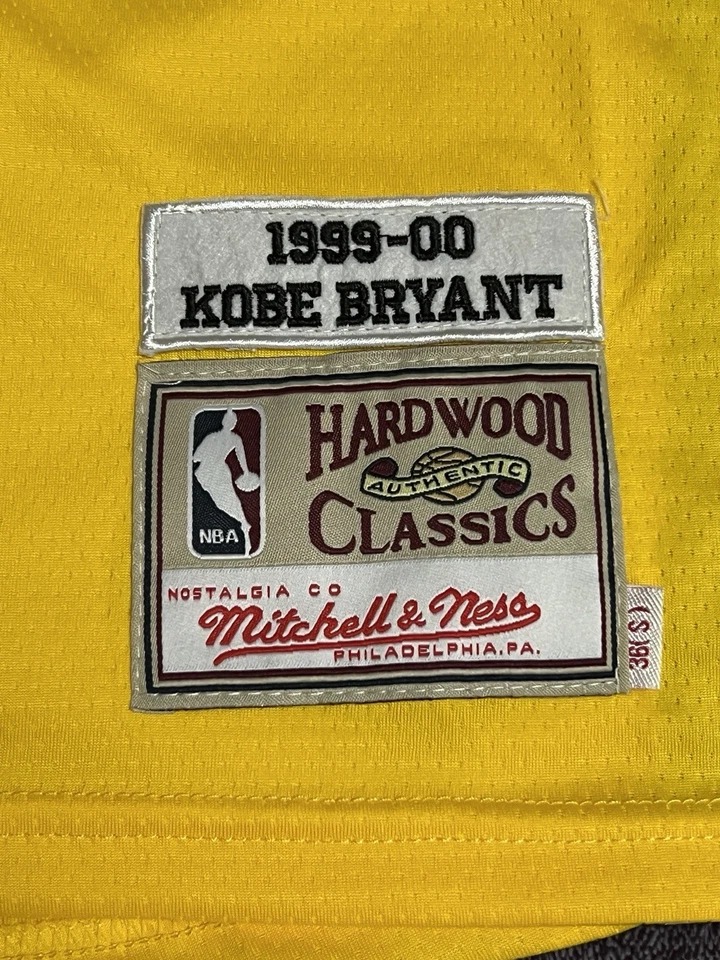 1999-00
KOBE BRYANT
NBA
HARDWOOD
AUTHENTIC
CLASSICS
NOSTALGIA CO
Mitchell & Ness
PHILADELPHIA, PA.
36(S)